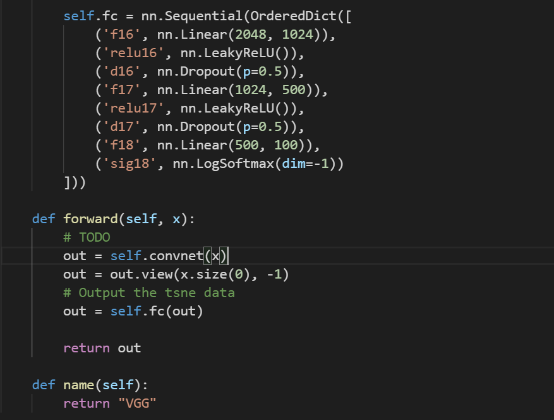 self.fc = nn.Sequential(OrderedDict([
('f16', nn.Linear(2048, 1024)),
('relu16', nn.LeakyReLU()),
('d16', nn.Dropout(p=0.5)),
('f17', nn.Linear(1024, 500)),
('relu17', nn.LeakyReLU()),
('d17', nn.Dropout(p=0.5)),
('f18', nn.Linear(500, 100)),
('sig18', nn.LogSoftmax(dim=-1))
]))
def forward(self, x):
# TODO
out = self.convnet(x)
out = out.view(x.size(0), -1)
# Output the tsne data
out = self.fc(out)
return out
def name(self):
return "VGG"